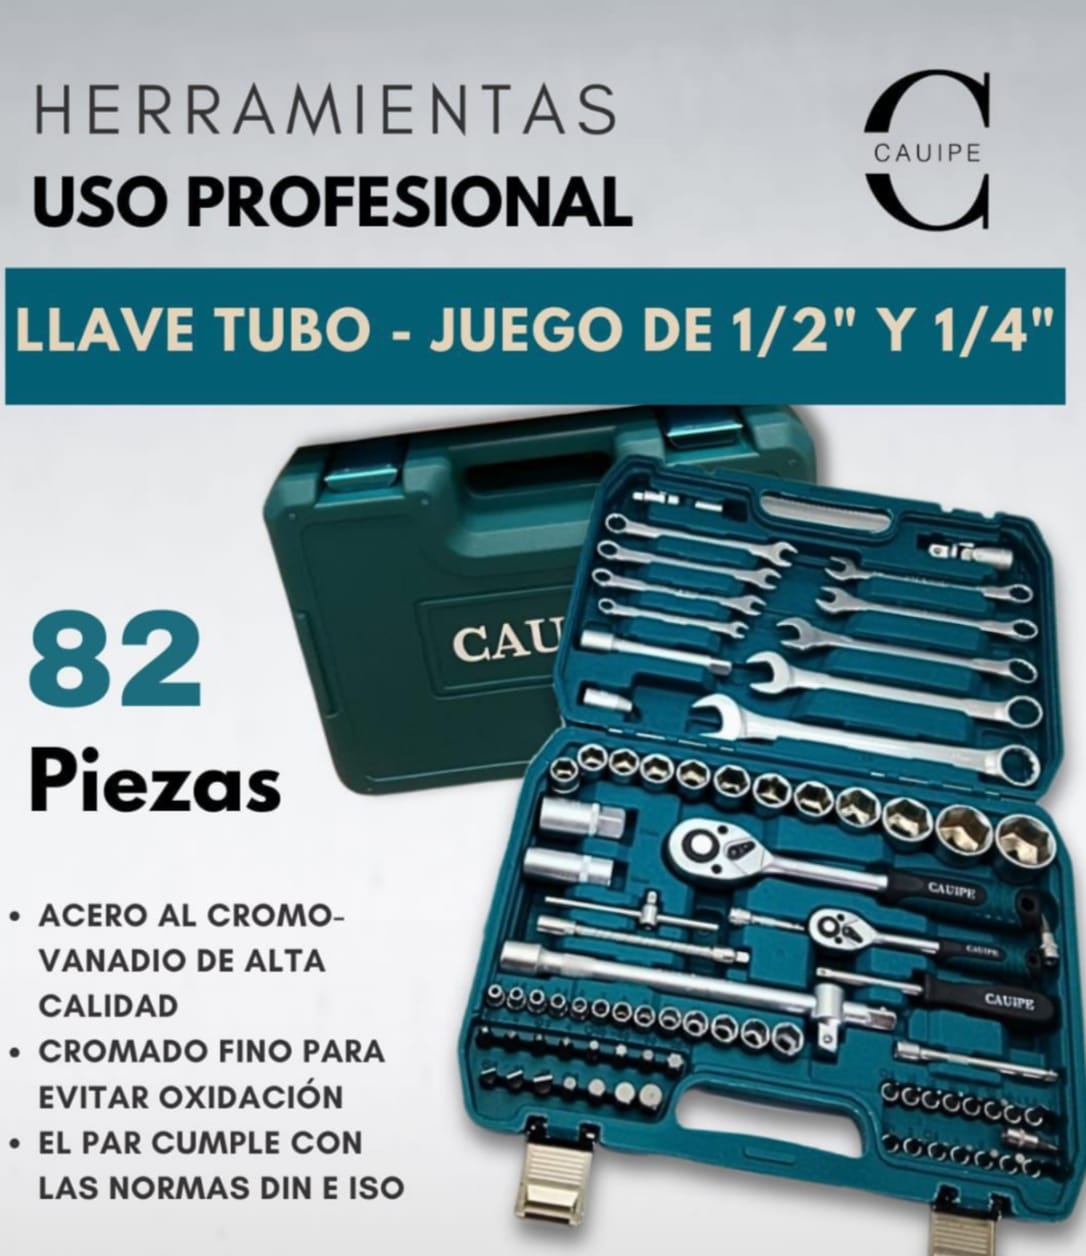 HERRAMIENTAS
USO PROFESIONAL
CAUIPE
LLAVE TUBO - JUEGO DE 1/2" Y 1/4"
CAU
82
Piezas
CAUIPE
CAUIPE
CAUIPE
• ACERO AL CROMO-
VANADIO DE ALTA
CALIDAD
• CROMADO FINO PARA
EVITAR OXIDACIÓN
• EL PAR CUMPLE CON
LAS NORMAS DIN E ISO